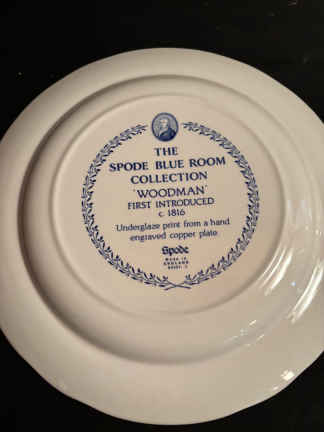 THE
SPODE BLUE ROOM
COLLECTION
'WOODMAN'
FIRST INTRODUCED
c. 1816
Underglaze print from a hand
engraved copper plate.
Spode
MADE IN
ENGLAND